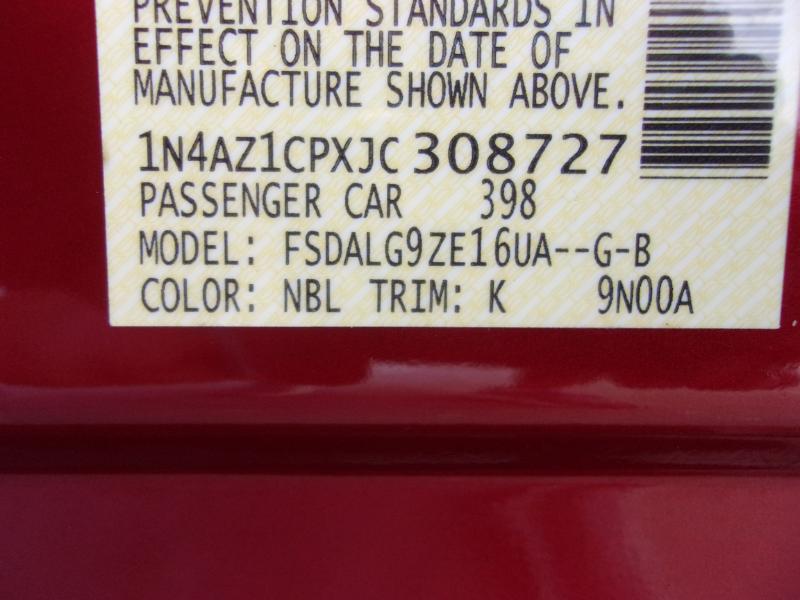 PREVENTION STANDARDS IN
EFFECT ON THE DATE OF
MANUFACTURE SHOWN ABOVE.
1N4AZ1CPXJC308727
PASSENGER CAR 398
MODEL: FSDALG9ZE16UA--G-B
COLOR: NBL TRIM: K 9N00A